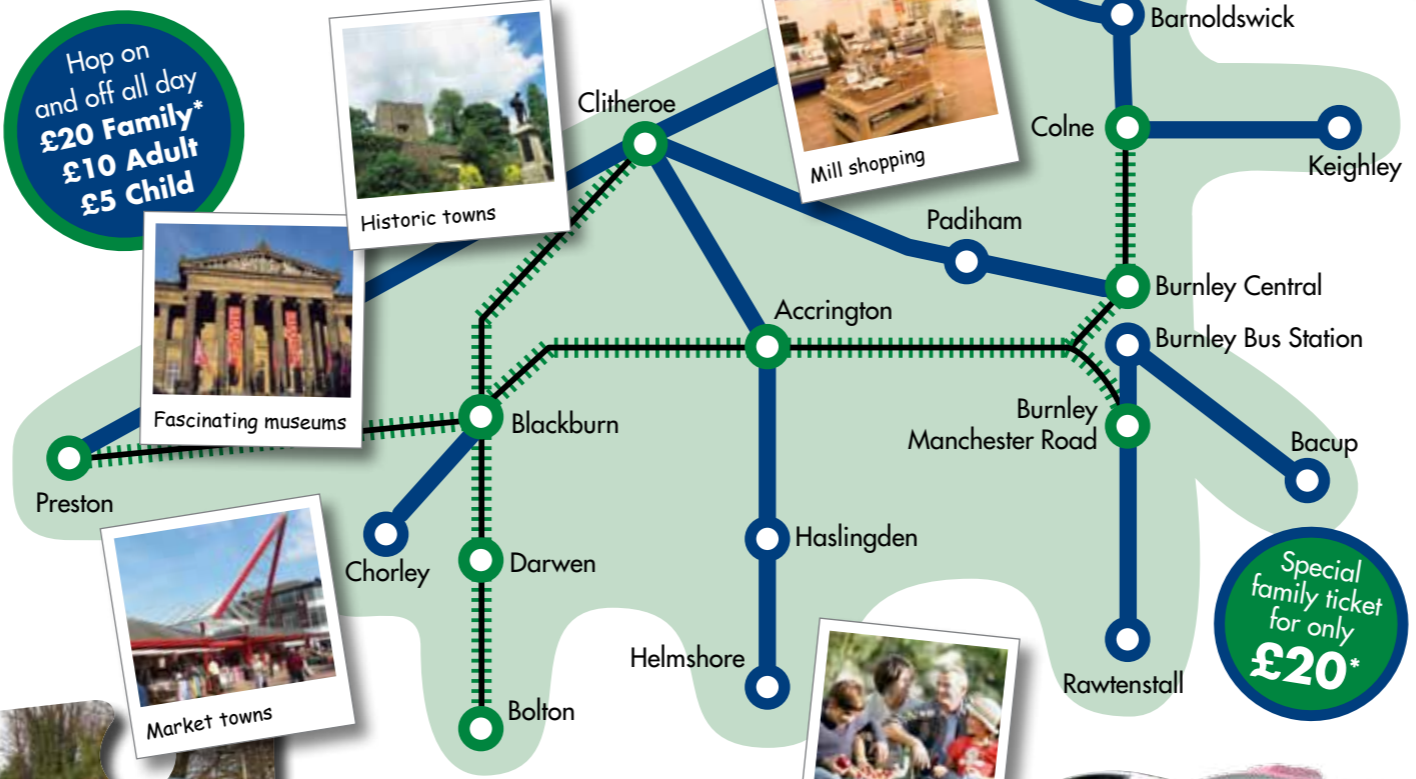 Hop on
and off all day
£20 Family*
£10 Adult
£5 Child
Historic towns
Mill shopping
Fascinating museums
Market towns
Barnoldswick
Clitheroe
Colne
Keighley
Padiham
Burnley Central
Accrington
Burnley Bus Station
Blackburn
Burnley
Manchester Road
Bacup
Preston
Chorley
Darwen
Haslingden
Helmshore
Rawtenstall
Bolton
Special
family ticket
for only
£20*